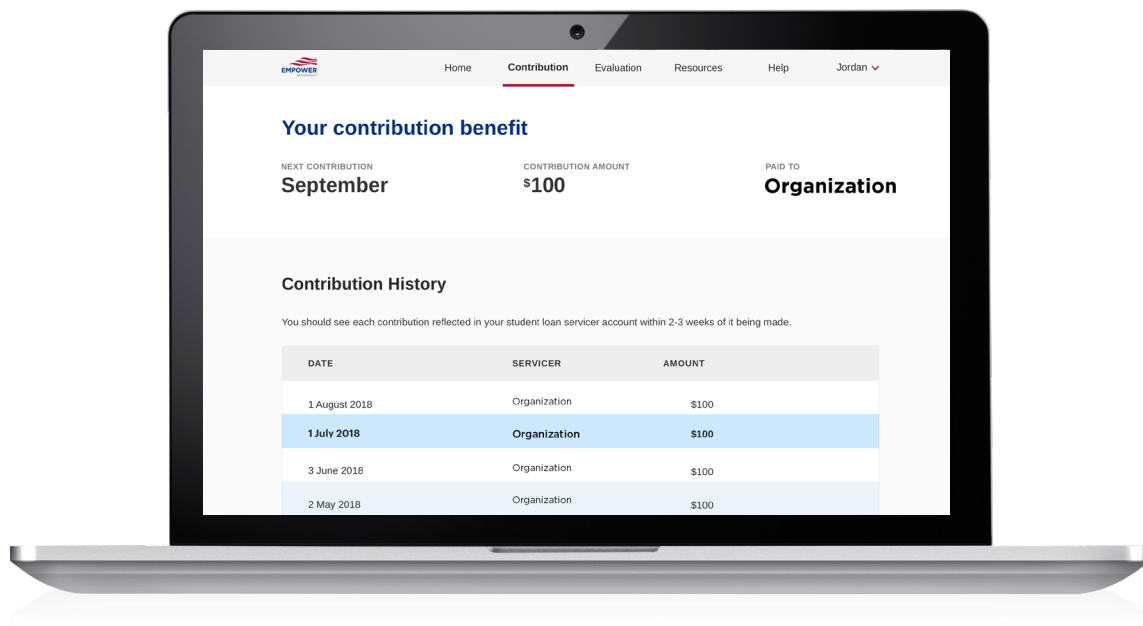 EMPOWER
RETIREMENT
Home Contribution Evaluation Resources Help Jordan
Your contribution benefit
NEXT CONTRIBUTION CONTRIBUTION AMOUNT PAID TO
September $100 Organization
Contribution History
You should see each contribution reflected in your student loan servicer account within 2-3 weeks of it being made.
DATE SERVICER AMOUNT
1 August 2018 Organization $100
1 July 2018 Organization $100
3 June 2018 Organization $100
2 May 2018 Organization $100